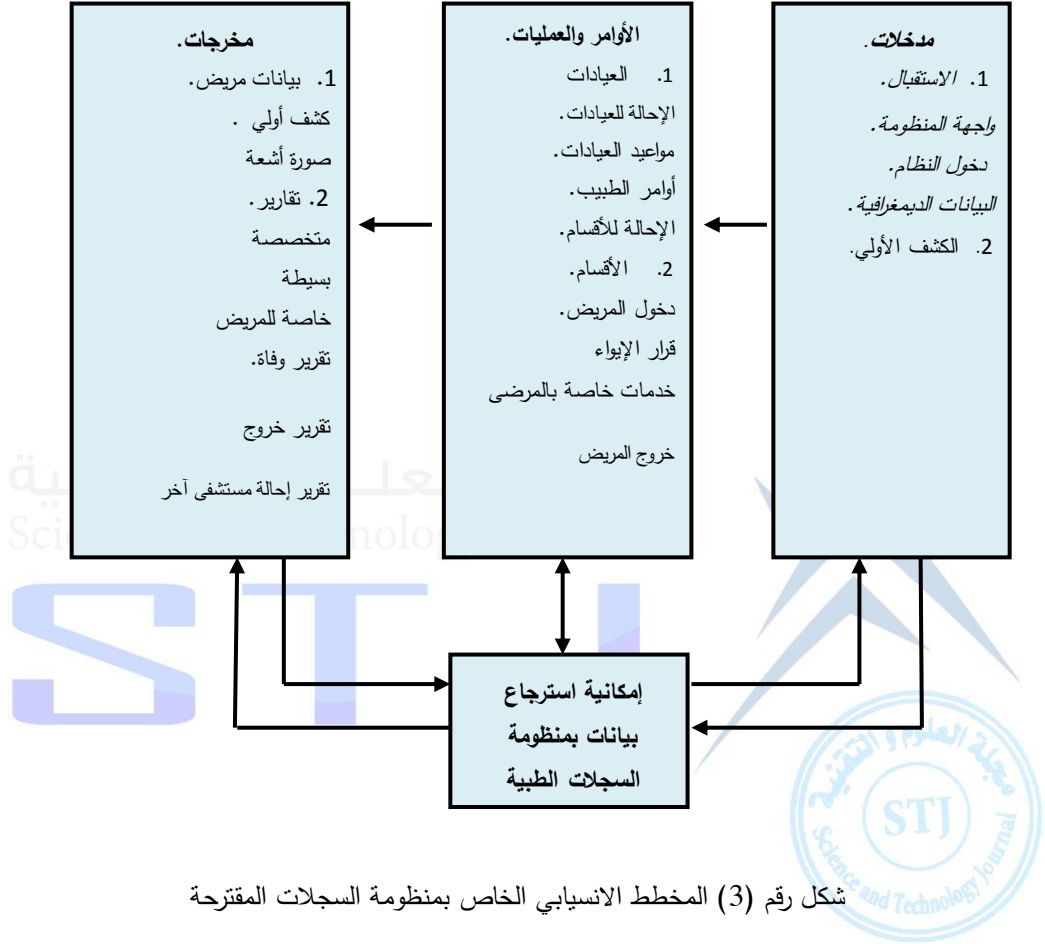 مدخلات.
1. الاستقبال.
واجهة المنظومة.
دخول النظام.
البيانات الديمغرافية.
2. الكشف الأولي.
الأوامر والعمليات.
1. العيادات
الإحالة للعيادات.
مواعيد العيادات.
أوامر الطبيب.
الإحالة للأقسام.
2. الأقسام.
دخول المريض.
قرار الإيواء
خدمات خاصة بالمرضى
خروج المريض
مخرجات.
1. بيانات مريض.
كشف أولي .
صورة أشعة
2. تقارير.
متخصصة
بسيطة
خاصة للمريض
تقرير وفاة.
تقرير خروج
تقرير إحالة مستشفى آخر
إمكانية استرجاع
بيانات بمنظومة
السجلات الطبية
STJ
مجلة العلوم و التقنية
STJ
Science and Technology Journal
شكل رقم (3) المخطط الانسيابي الخاص بمنظومة السجلات المقترحة